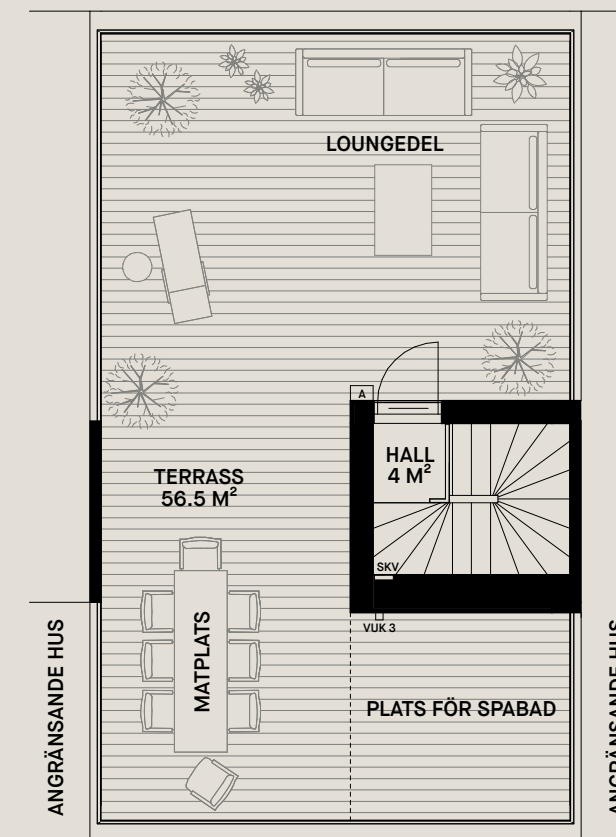 LOUNGEDEL
A
HALL
4 M²
TERRASS
56.5 M²
SKV
VUK 3
MATPLATS
PLATS FÖR SPABAD
ANGRÄNSANDE HUS
ANGRÄNSANDE HUS